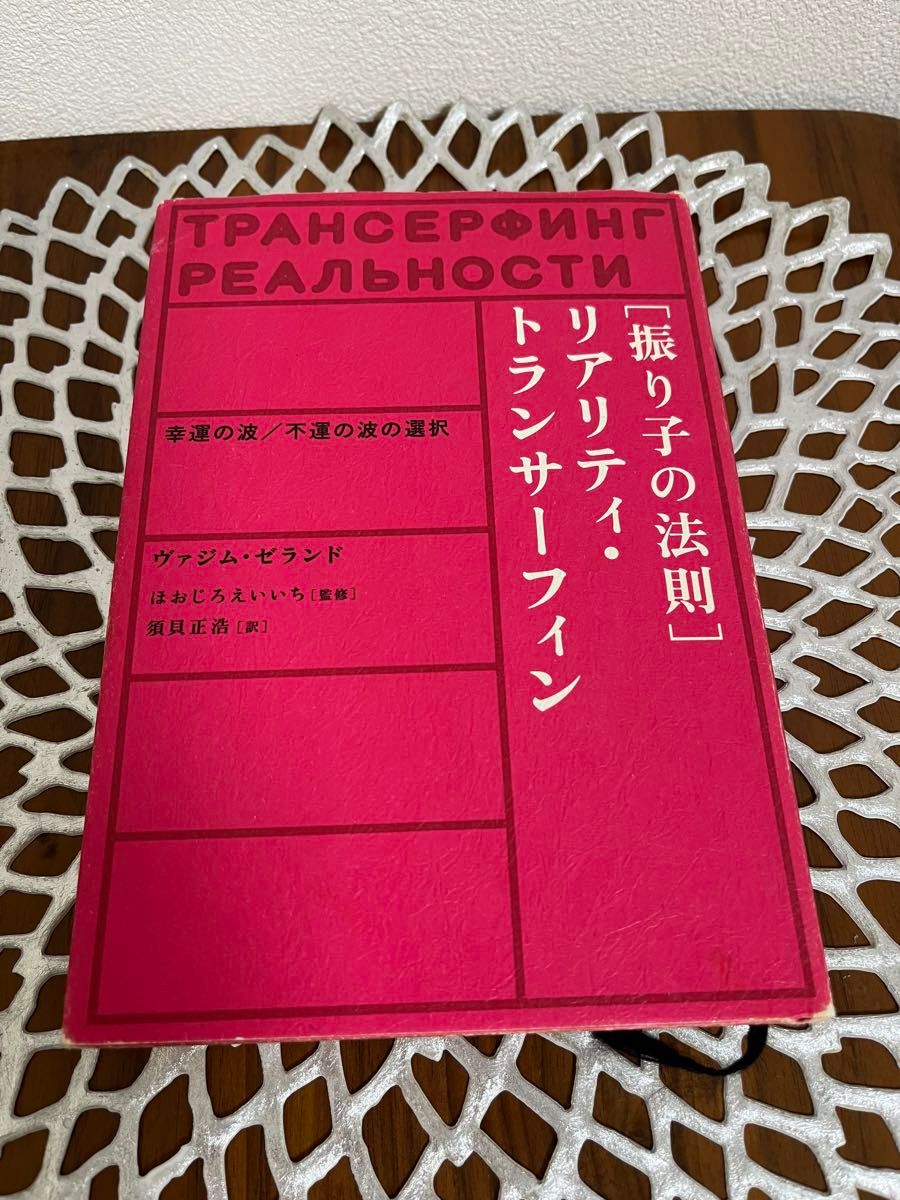 ТРАНСЕРФИНГ
РЕАЛЬНОСТИ
[振り子の法則]
リアリティ・
トランサーフィン
幸運の波／不運の波の選択
ヴァジム・ゼランド
ほおじろえいいち[監修]
須貝正浩[訳]